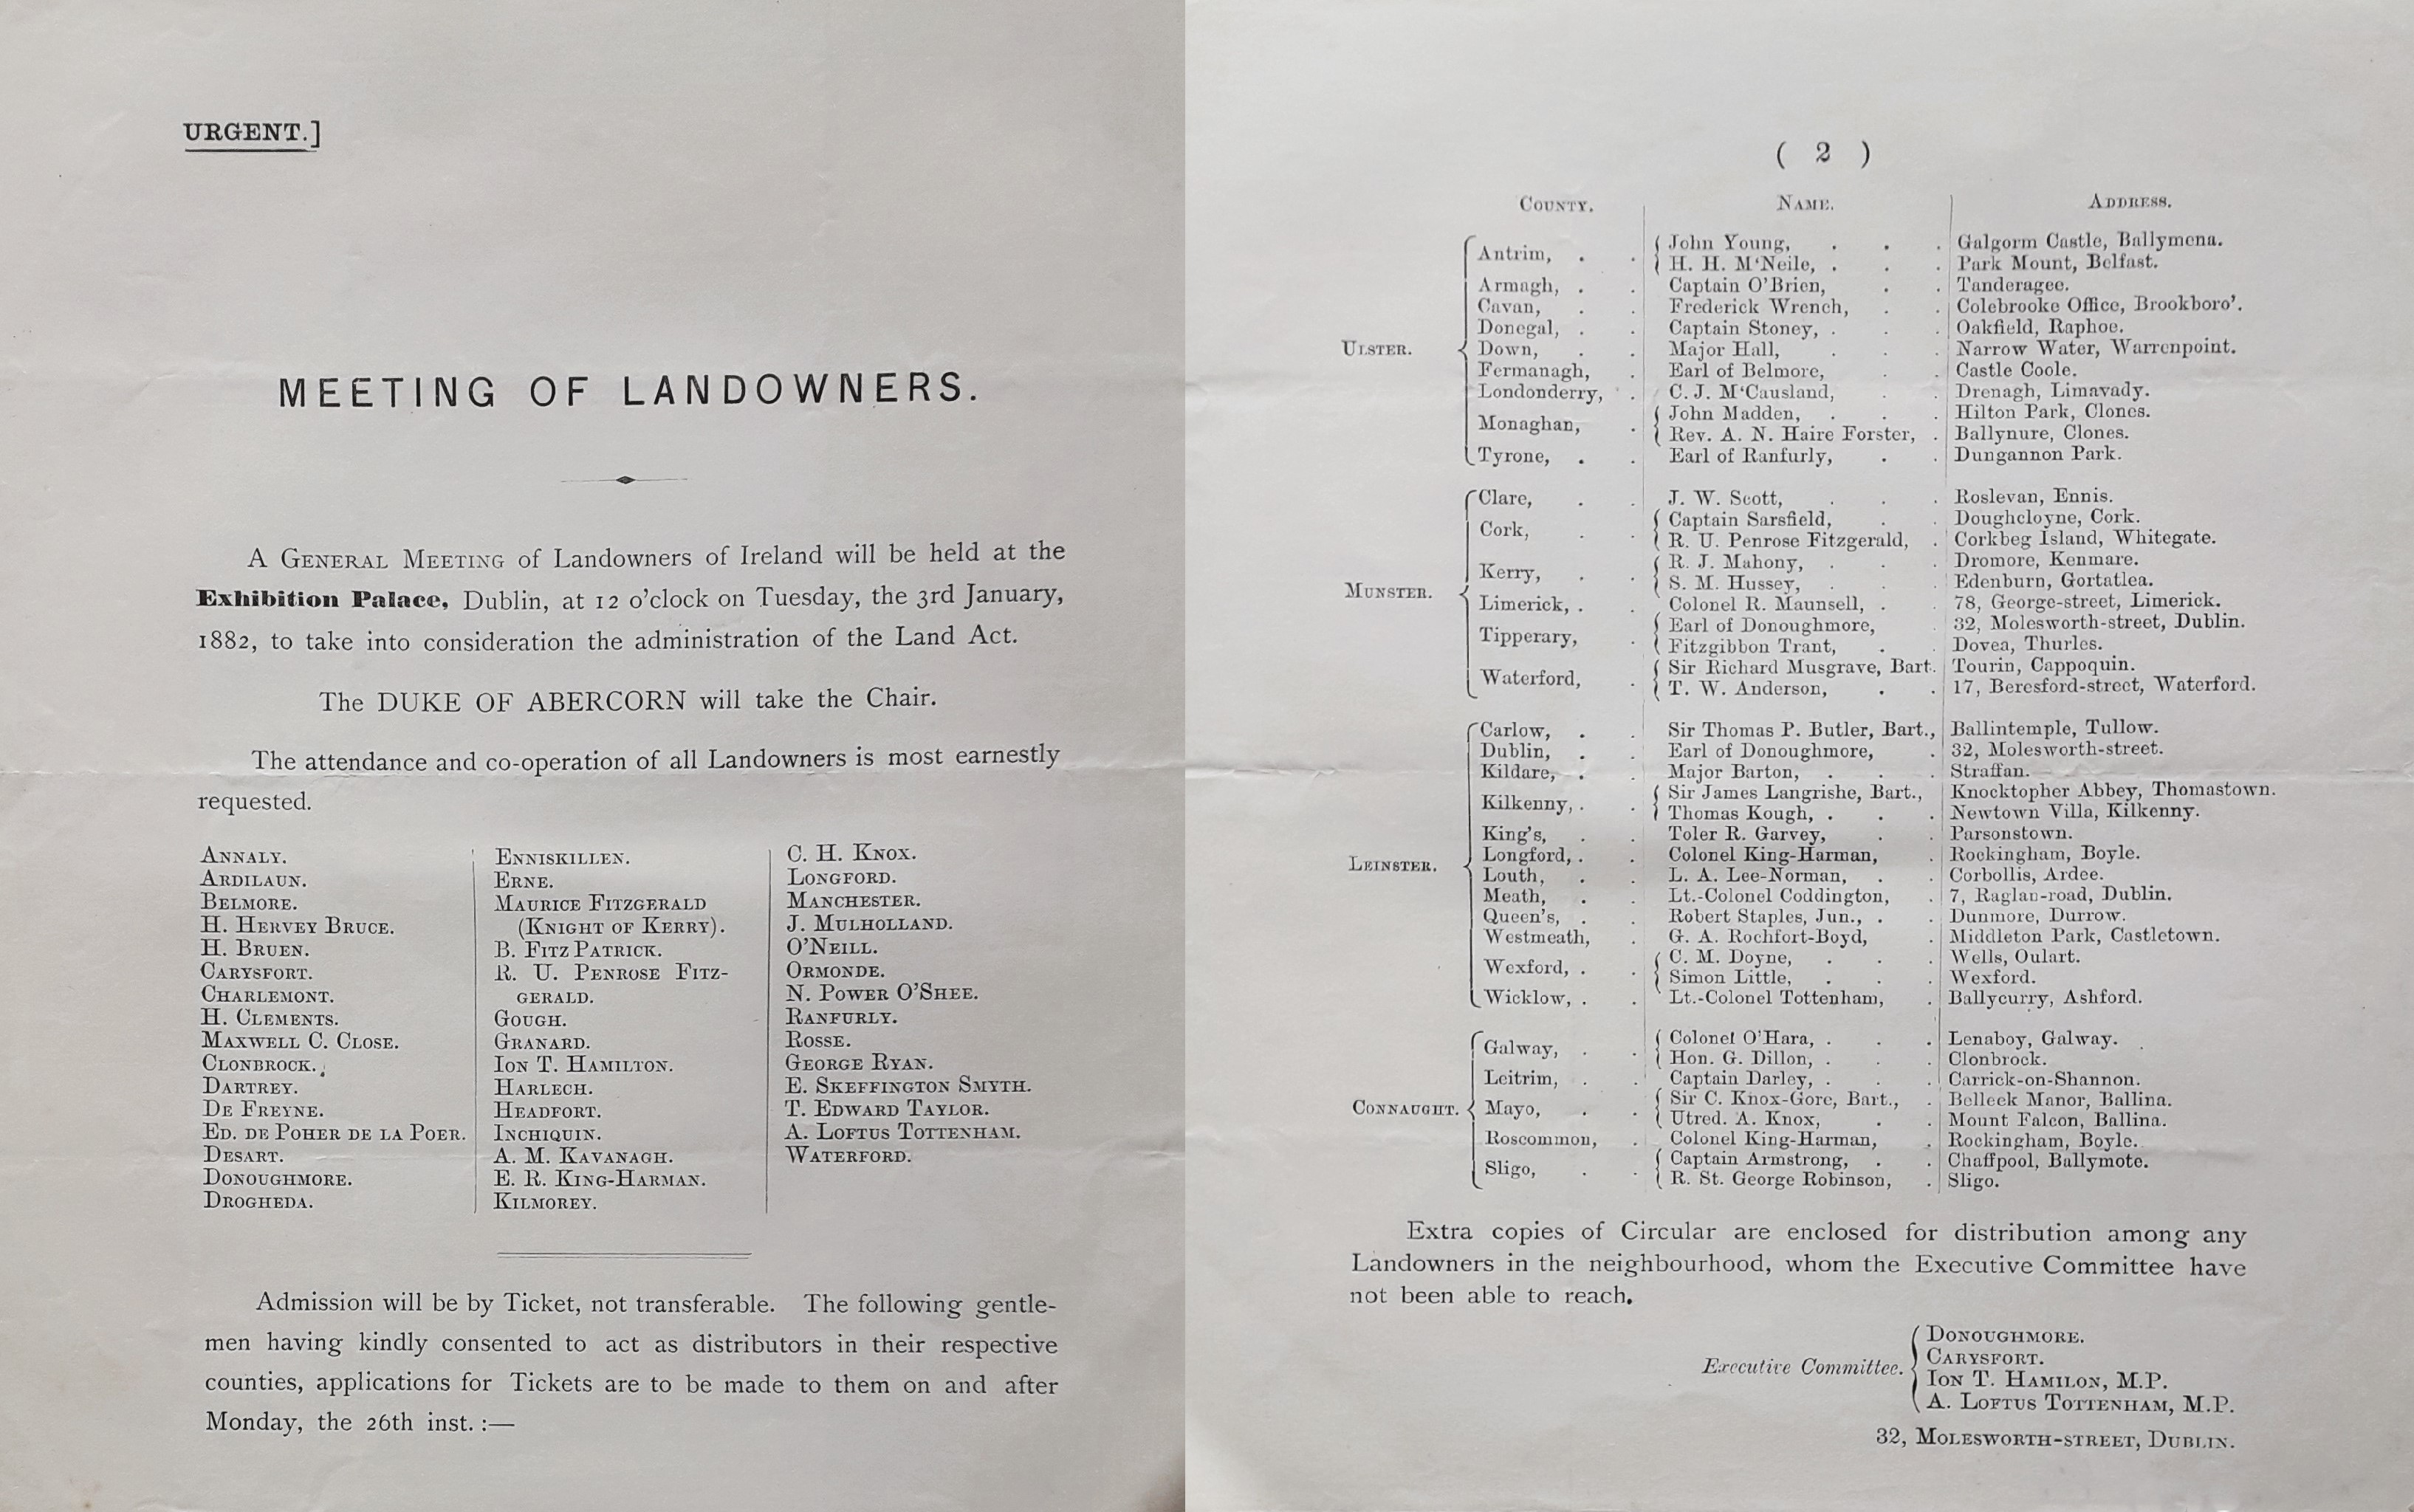 URGENT.]
MEETING OF LANDOWNERS.
A GENERAL MEETING of Landowners of Ireland will be held at the
Exhibition Palace, Dublin, at 12 o'clock on Tuesday, the 3rd January,
1882, to take into consideration the administration of the Land Act.
The DUKE OF ABERCORN will take the Chair.
The attendance and co-operation of all Landowners is most earnestly
requested.
ANNALY.
ARDILAUN.
BELMORE.
H. HERVEY BRUCE.
H. BRUEN.
CARYSFORT.
CHARLEMONT.
H. CLEMENTS.
MAXWELL C. CLOSE.
CLONBROCK.
DARTREY.
DE FREYNE.
ED. DE POHER DE LA POER.
DESART.
DONOUGHMORE.
DROGHEDA.
ENNISKILLEN.
ERNE.
MAURICE FITZGERALD
(KNIGHT OF KERRY).
B. FITZ PATRICK.
R. U. PENROSE FITZ-
GERALD.
GOUGH.
GRANARD.
ION T. HAMILTON.
HARLECH.
HEADFORT.
INCHIQUIN.
A. M. KAVANAGH.
E. R. KING-HARMAN.
KILMOREY.
C. H. KNOX.
LONGFORD.
MANCHESTER.
J. MULHOLLAND.
O'NEILL.
ORMONDE.
N. POWER O'SHEE.
RANFURLY.
ROSSE.
GEORGE RYAN.
E. SKEFFINGTON SMYTH.
T. EDWARD TAYLOR.
A. LOFTUS TOTTENHAM.
WATERFORD.
Admission will be by Ticket, not transferable. The following gentle-
men having kindly consented to act as distributors in their respective
counties, applications for Tickets are to be made to them on and after
Monday, the 26th inst. :—
( 2 )
COUNTY. NAME. ADDRESS.
ULSTER.
Antrim, . . John Young, . . . Galgorm Castle, Ballymena.
H. H. M'Neile, . . . Park Mount, Belfast.
Armagh, . . Captain O'Brien, . . Tanderagee.
Cavan, . . Frederick Wrench, . . Colebrooke Office, Brookboro'.
Donegal, . . Captain Stoney, . . . Oakfield, Raphoe.
Down, . . Major Hall, . . . Narrow Water, Warrenpoint.
Fermanagh, . Earl of Belmore, . . Castle Coole.
Londonderry, . C. J. M'Causland, . . Drenagh, Limavady.
Monaghan, . John Madden, . . . Hilton Park, Clones.
Rev. A. N. Haire Forster, . Ballynure, Clones.
Tyrone, . . Earl of Ranfurly, . . Dungannon Park.
MUNSTER.
Clare, . . J. W. Scott, . . . Roslevan, Ennis.
Cork, . . Captain Sarsfield, . . Doughcloyne, Cork.
R. U. Penrose Fitzgerald, . Corkbeg Island, Whitegate.
Kerry, . . R. J. Mahony, . . . Dromore, Kenmare.
S. M. Hussey, . . . Edenburn, Gortatlea.
Limerick, . . Colonel R. Maunsell, . . 78, George-street, Limerick.
Tipperary, . Earl of Donoughmore, . 32, Molesworth-street, Dublin.
Fitzgibbon Trant, . . Dovea, Thurles.
Waterford, . Sir Richard Musgrave, Bart. Tourin, Cappoquin.
T. W. Anderson, . . 17, Beresford-street, Waterford.
LEINSTER.
Carlow, . . Sir Thomas P. Butler, Bart., Ballintemple, Tullow.
Dublin, . . Earl of Donoughmore, . 32, Molesworth-street.
Kildare, . . Major Barton, . . . Straffan.
Kilkenny, . . Sir James Langrishe, Bart., Knocktopher Abbey, Thomastown.
Thomas Kough, . . . Newtown Villa, Kilkenny.
King's, . . Toler R. Garvey, . . Parsonstown.
Longford, . . Colonel King-Harman, . Rockingham, Boyle.
Louth, . . L. A. Lee-Norman, . . Corbollis, Ardee.
Meath, . . Lt.-Colonel Coddington, . 7, Raglan-road, Dublin.
Queen's, . . Robert Staples, Jun., . . Dunmore, Durrow.
Westmeath, . G. A. Rochfort-Boyd, . Middleton Park, Castletown.
Wexford, . . C. M. Doyne, . . . Wells, Oulart.
Simon Little, . . . Wexford.
Wicklow, . . Lt.-Colonel Tottenham, . Ballycurry, Ashford.
CONNAUGHT.
Galway, . . Colonel O'Hara, . . . Lenaboy, Galway.
Hon. G. Dillon, . . . Clonbrock.
Leitrim, . . Captain Darley, . . . Carrick-on-Shannon.
Mayo, . . Sir C. Knox-Gore, Bart., . Belleek Manor, Ballina.
Utred. A. Knox, . . Mount Falcon, Ballina.
Roscommon, . Colonel King-Harman, . Rockingham, Boyle.
Sligo, . . Captain Armstrong, . . Chaffpool, Ballymote.
R. St. George Robinson, . Sligo.
Extra copies of Circular are enclosed for distribution among any
Landowners in the neighbourhood, whom the Executive Committee have
not been able to reach.
Executive Committee.
DONOUGHMORE.
CARYSFORT.
ION T. HAMILON, M.P.
A. LOFTUS TOTTENHAM, M.P.
32, MOLESWORTH-STREET, DUBLIN.